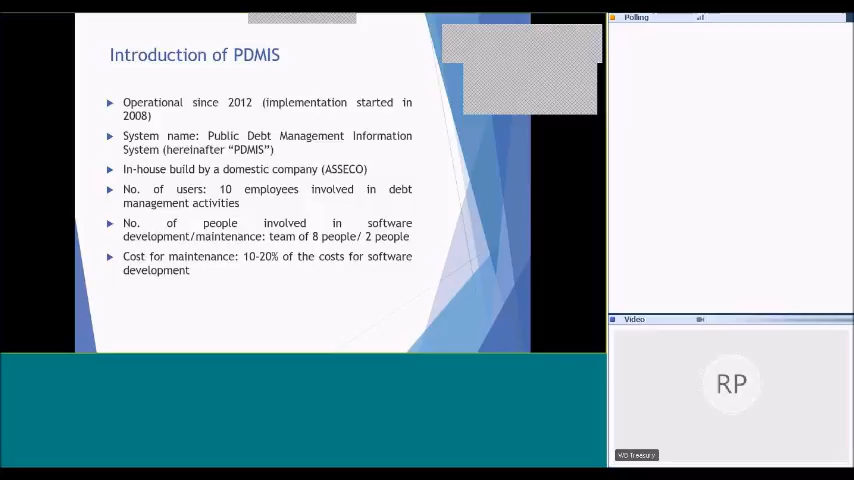 Polling
Introduction of PDMIS
Operational since 2012 (implementation started in
2008)
System name: Public Debt Management Information
System (hereinafter “PDMIS”)
In-house build by a domestic company (ASSECO)
No. of users: 10 employees involved in debt
management activities
No. of people involved in software
development/maintenance: team of 8 people/ 2 people
Cost for maintenance: 10-20% of the costs for software
development
Video
RP
WB Treasury